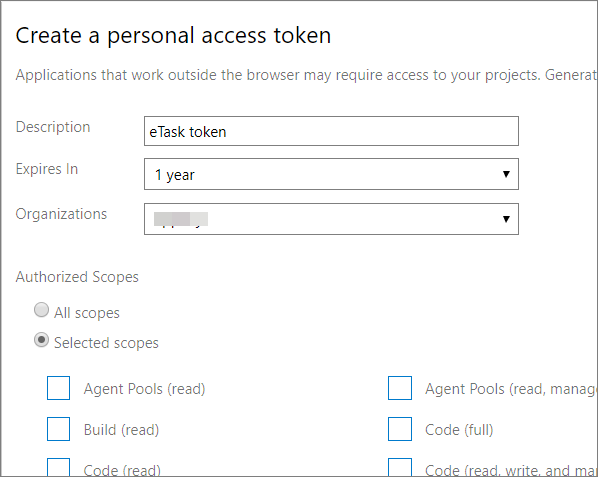 Create a personal access token
Applications that work outside the browser may require access to your projects. Generat
Description eTask token
Expires In 1 year
Organizations
Authorized Scopes
All scopes
Selected scopes
Agent Pools (read) Agent Pools (read, manag
Build (read) Code (full)
Code (read) Code (read, write, and ma